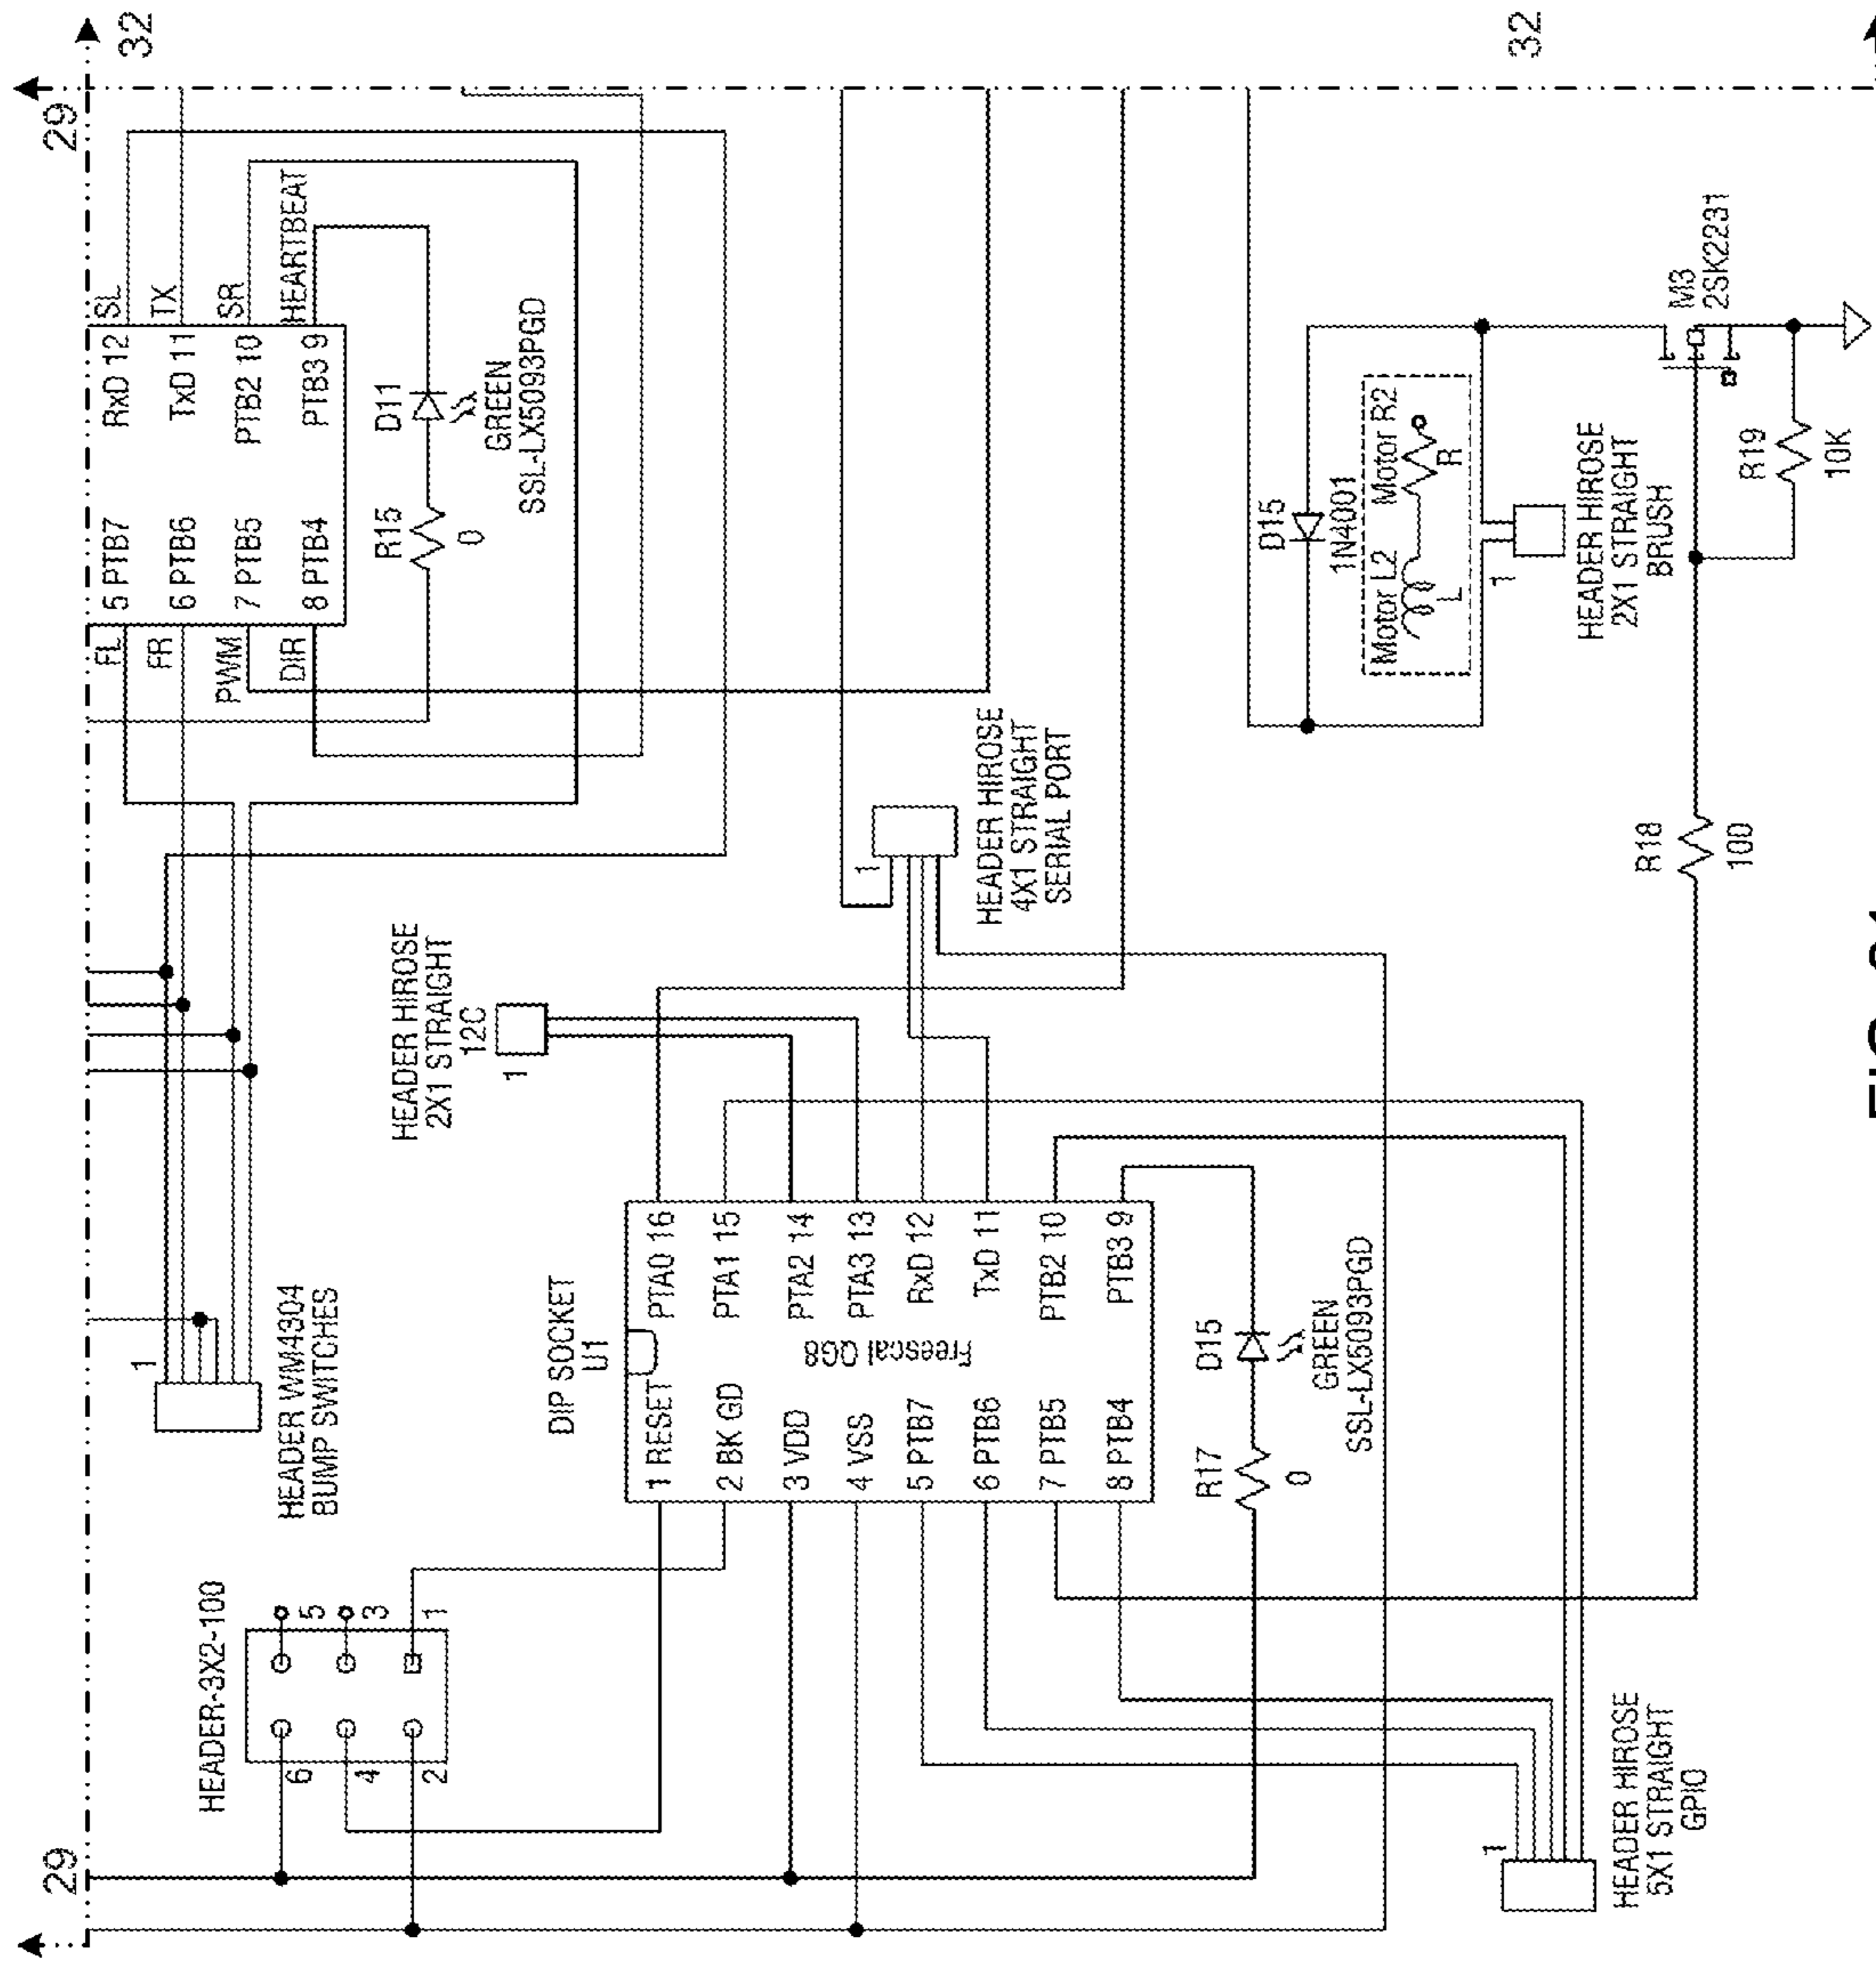 29
29
32
HEADER-3X2-100
6
5
4
3
2
1
1
HEADER WM4304
BUMP SWITCHES
FL
FR
PWM
DIR
5 PTB7
6 PTB6
7 PTB5
8 PTB4
RxD 12
TxD 11
PTB2 10
PTB3 9
SL
TX
SR
HEARTBEAT
R15
0
D11
GREEN
SSL-LX5093PGD
HEADER HIROSE
2X1 STRAIGHT
12C
1
DIP SOCKET
U1
1 RESET
2 BK GD
3 VDD
4 VSS
5 PTB7
6 PTB6
7 PTB5
8 PTB4
Freescal QG8
PTA0 16
PTA1 15
PTA2 14
PTA3 13
RxD 12
TxD 11
PTB2 10
PTB3 9
R17
0
D15
GREEN
SSL-LX5093PGD
1
HEADER HIROSE
4X1 STRAIGHT
SERIAL PORT
D15
1N4001
Motor L2
Motor R2
L
R
1
HEADER HIROSE
2X1 STRAIGHT
BRUSH
32
1
HEADER HIROSE
5X1 STRAIGHT
GPIO
R18
100
M3
2SK2231
R19
10K